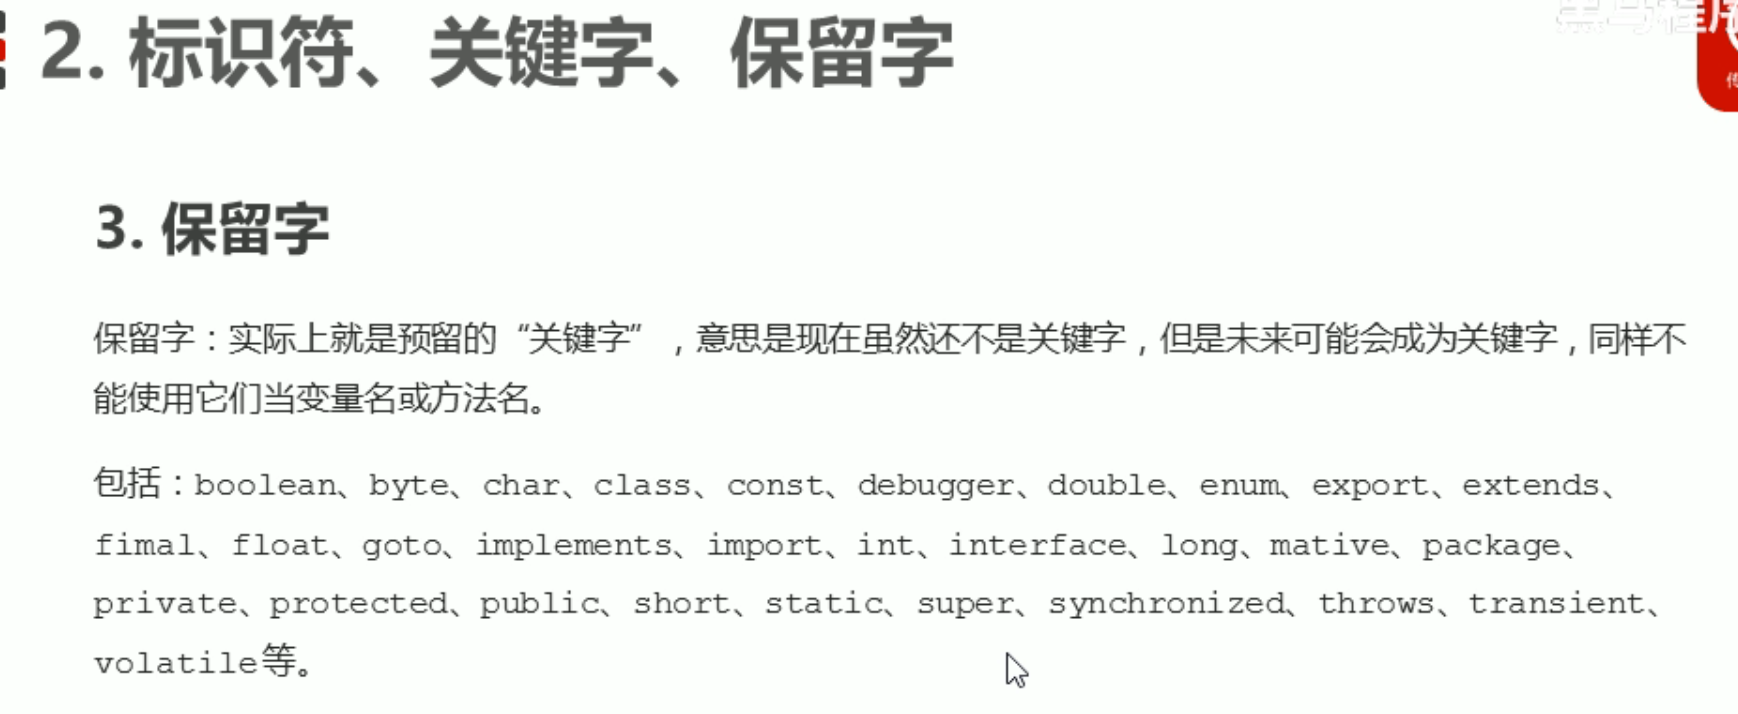 2. 标识符、关键字、保留字
黑马程序
传
3. 保留字
保留字：实际上就是预留的“关键字”，意思是现在虽然还不是关键字，但是未来可能会成为关键字，同样不
能使用它们当变量名或方法名。
包括：boolean、byte、char、class、const、debugger、double、enum、export、extends、
fimal、float、goto、implements、import、int、interface、long、mative、package、
private、protected、public、short、static、super、synchronized、throws、transient、
volatile等。